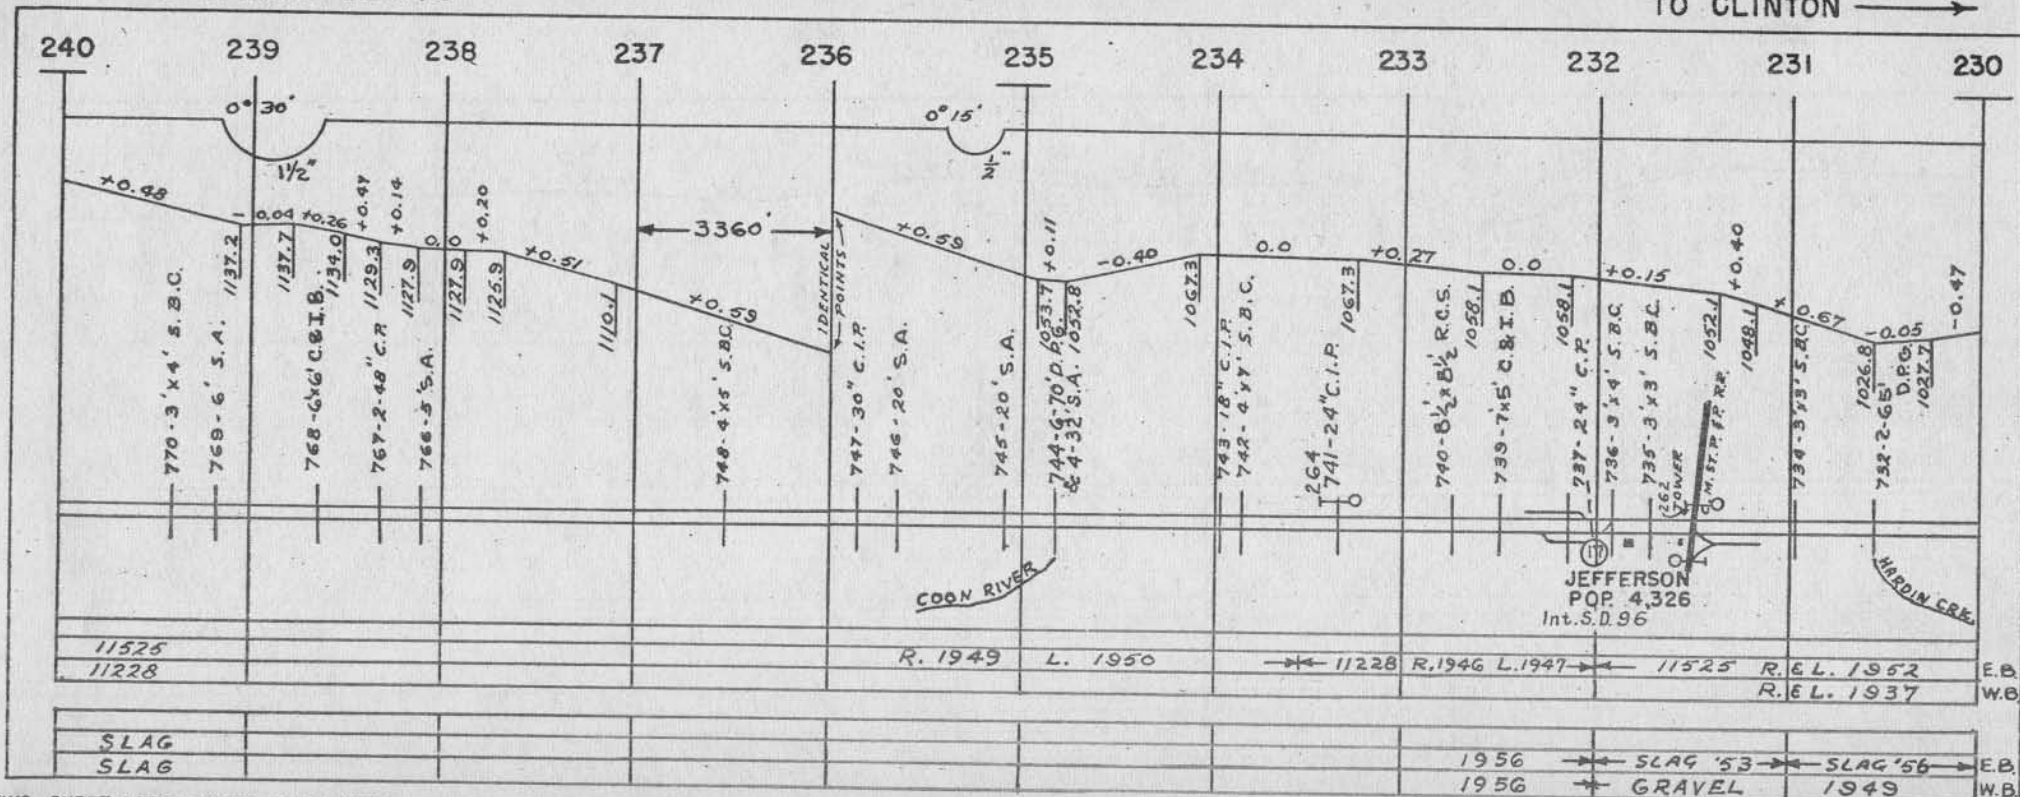 TO CLINTON
240 239 238 237 236 235 234 233 232 231 230
0° 30'
1½"
0° 15'
½"
+0.48
-0.04
+0.26
+0.47
+0.14
0.0
+0.20
+0.51
+0.59
3360'
IDENTICAL
POINTS
+0.59
+0.11
-0.40
0.0
+0.27
0.0
+0.15
+0.40
0.67
-0.05
-0.47
1137.2
1137.7
1134.0
1129.3
1127.9
1127.9
1125.9
1110.1
1053.7
1052.8
1067.3
1067.3
1058.1
1058.1
1052.1
1048.1
1026.8
1027.7
770-3'x4' S.B.C.
769-6' S.A.
768-6'x6' C.&I.B.
767-2-48" C.P.
766-5' S.A.
748-4'x5' S.B.C.
747-30" C.I.P.
746-20' S.A.
745-20' S.A.
744-6-70' D.P.G.
& 4-32' S.A.
743-18" C.I.P.
742-4'x7' S.B.C.
264
741-24" C.I.P.
740-8½'x8½' R.C.S.
739-7'x5' C.&I.B.
737-24" C.P.
736-3'x4' S.B.C.
735-3'x3' S.B.C.
262
TOWER
C.M.ST.P.&P. R.R.
734-3'x3' S.B.C.
732-2-65'
D.P.G.
COON RIVER
HARDIN CRK.
17
JEFFERSON
POP. 4,326
Int.S.D.96
11525 R. 1949 L. 1950 11228 R.1946 L.1947 11525 R.&L. 1952 E.B.
11228 R.&L. 1937 W.B.
SLAG 1956 SLAG '53 SLAG '56 E.B.
SLAG 1956 GRAVEL 1949 W.B.